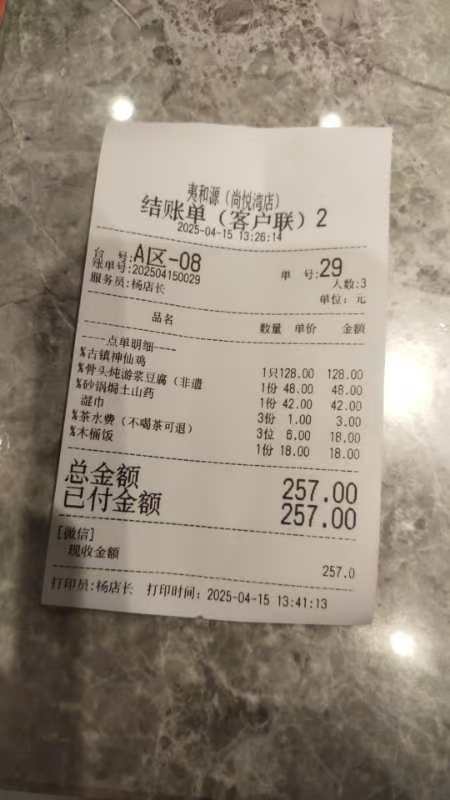 夷和源（尚悦湾店）
结账单（客户联）2
2025-04-15 13:26:14
台 号:A区-08
单 号:29
账单号:202504150029
人数:3
服务员:杨店长
单位: 元
品名 数量 单价 金额
----点单明细----
%古镇神仙鸡 1只128.00 128.00
%骨头炖游浆豆腐（非遗 1份 48.00 48.00
%砂锅焗土山药 1份 42.00 42.00
湿巾 3份 1.00 3.00
%茶水费（不喝茶可退） 3位 6.00 18.00
%木桶饭 1份 18.00 18.00
总金额 257.00
已付金额 257.00
[微信]
现收金额 257.0
打印员:杨店长 打印时间: 2025-04-15 13:41:13